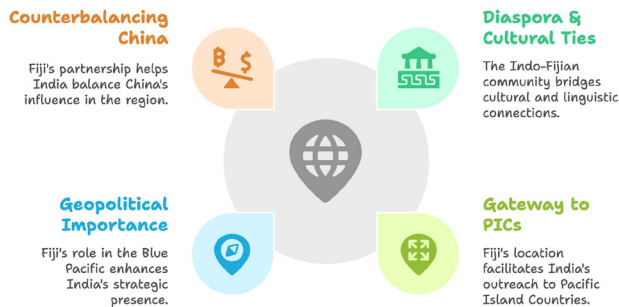 Counterbalancing
China
Fiji's partnership helps
India balance China's
influence in the region.
Diaspora &
Cultural Ties
The Indo-Fijian
community bridges
cultural and linguistic
connections.
Geopolitical
Importance
Fiji's role in the Blue
Pacific enhances
India's strategic
presence.
Gateway to
PICs
Fiji's location
facilitates India's
outreach to Pacific
Island Countries.